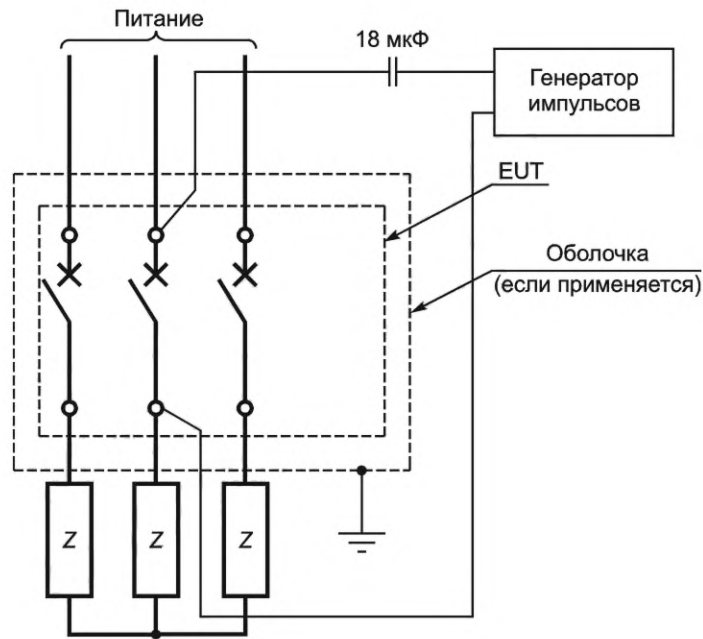 Питание
18 мкФ
Генератор
импульсов
EUT
Оболочка
(если применяется)
Z
Z
Z